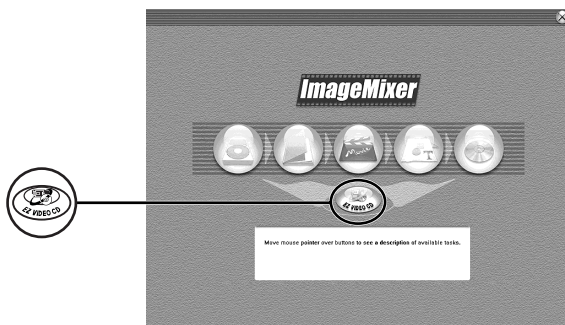 ImageMixer
EZ VIDEO CD
EZ VIDEO CD
Move mouse pointer over buttons to see a description of available tasks.